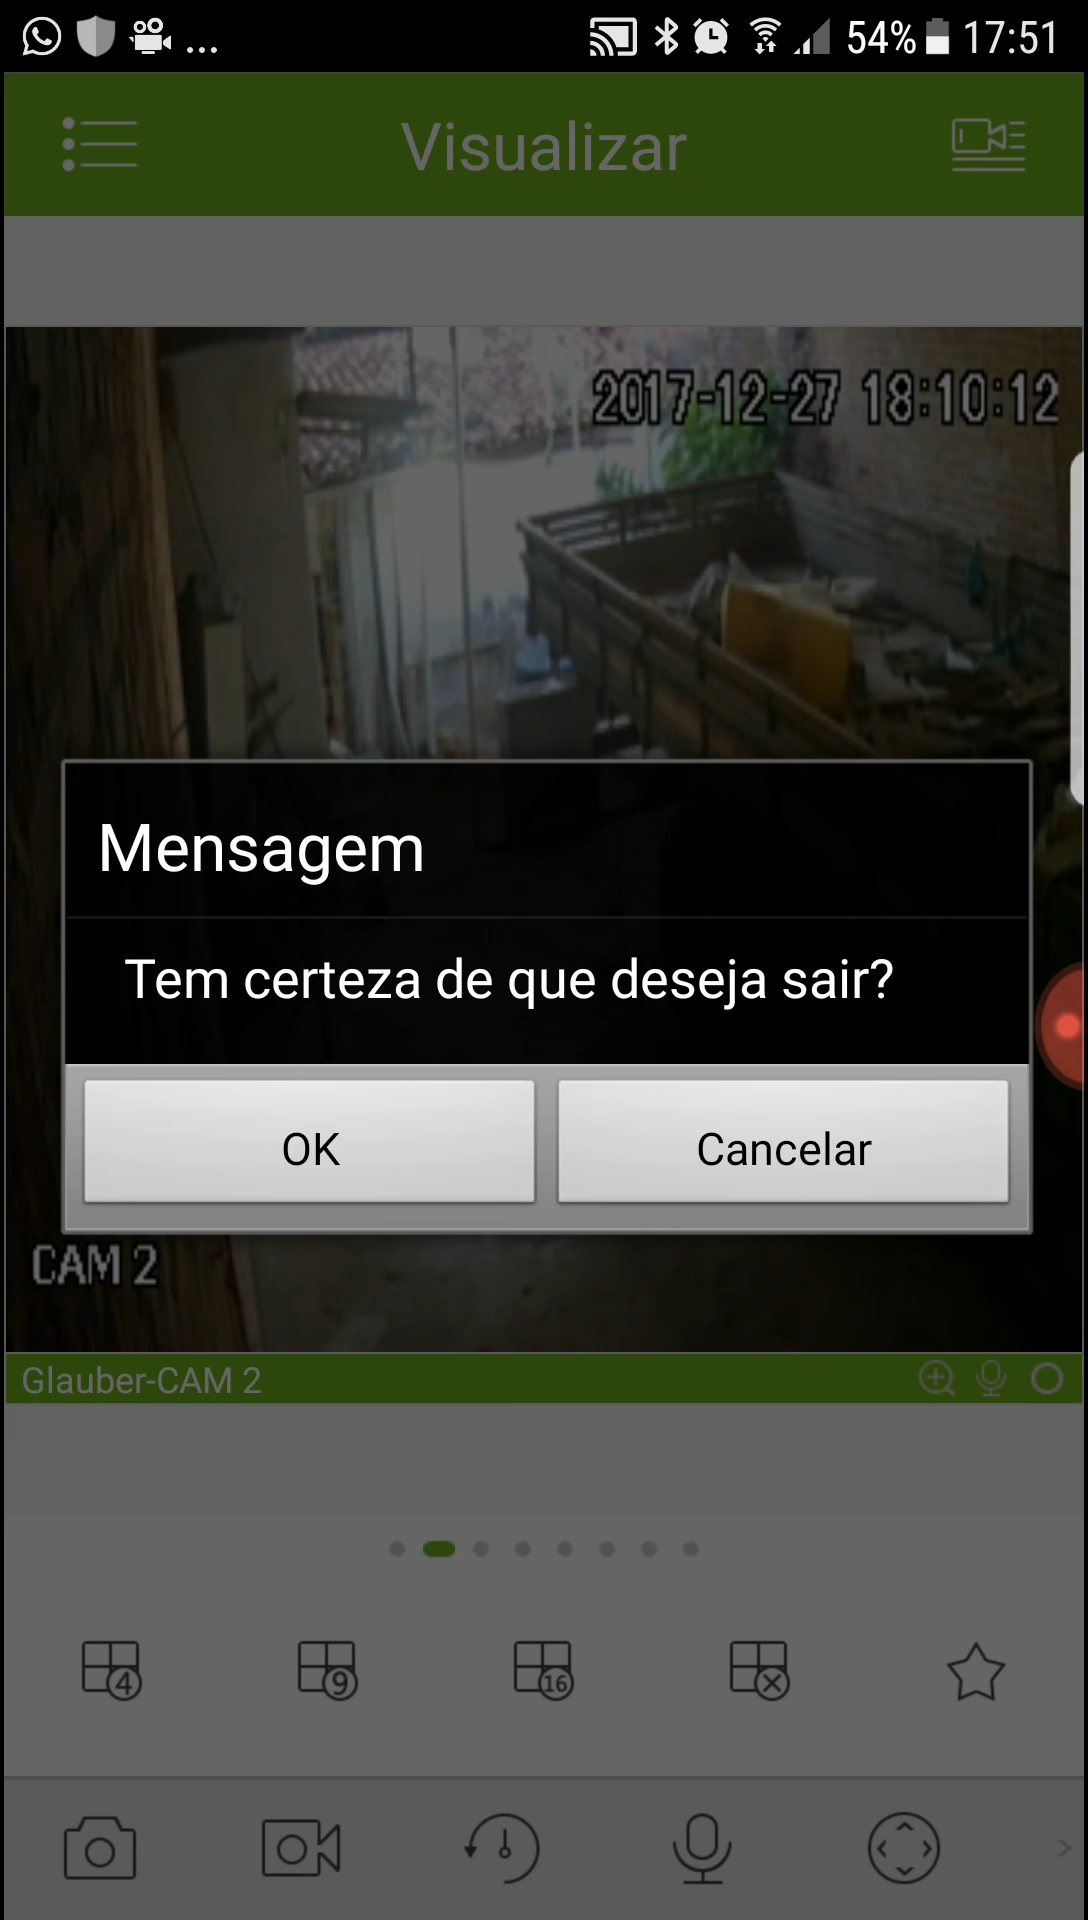 ... 54% 17:51
Visualizar
2017-12-27 18:10:12
Mensagem
Tem certeza de que deseja sair?
OK Cancelar
CAM 2
Glauber-CAM 2
4 9 16